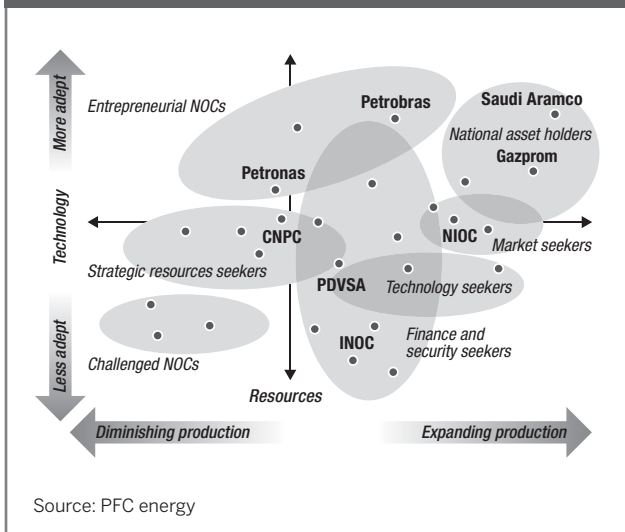 More adept
Technology
Less adept
Entrepreneurial NOCs
Petrobras
Saudi Aramco
National asset holders
Gazprom
Petronas
CNPC
NIOC
Market seekers
Strategic resources seekers
PDVSA
Technology seekers
INOC
Finance and
security seekers
Challenged NOCs
Resources
Diminishing production
Expanding production
Source: PFC energy